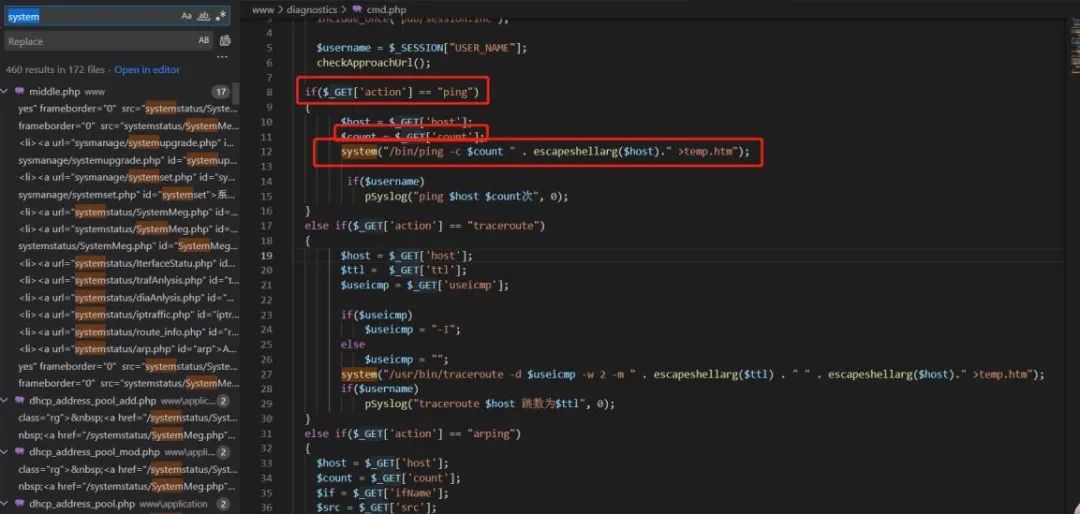 system
Aa ab .*
Replace
AB
...
460 results in 172 files - Open in editor
middle.php www
17
yes" frameborder="0" src="systemstatus/Syste...
frameborder="0" src="systemstatus/SystemMe...
<li><a url="sysmanage/systemupgrade.php" i...
sysmanage/systemupgrade.php" id="systemup...
<li><a url="sysmanage/systemset.php" id="sy...
sysmanage/systemset.php" id="systemset">系...
<li><a url="systemstatus/SystemMeg.php" id...
<li><a url="systemstatus/SystemMeg.php" id...
systemstatus/SystemMeg.php" id="SystemMeg...
<li><a url="systemstatus/IterfaceStatu.php" id...
<li><a url="systemstatus/trafAnlysis.php" id="t...
<li><a url="systemstatus/diaAnlysis.php" id="...
<li><a url="systemstatus/iptraffic.php" id="iptr...
<li><a url="systemstatus/route_info.php" id="r...
<li><a url="systemstatus/arp.php" id="arp">A...
yes" frameborder="0" src="systemstatus/Syste...
frameborder="0" src="systemstatus/SystemMe...
dhcp_address_pool_add.php www\applic...
2
class="rg">&nbsp;<a href="/systemstatus/Syst...
nbsp;<a href="/systemstatus/SystemMeg.php"...
dhcp_address_pool_mod.php www\appli...
2
class="rg">&nbsp;<a href="/systemstatus/Syst...
nbsp;<a href="/systemstatus/SystemMeg.php"...
dhcp_address_pool.php www\application
2
www > diagnostics > cmd.php
3 include_once("pub/session.inc");
4
5 $username = $_SESSION["USER_NAME"];
6 checkApproachUrl();
7
8 if($_GET['action'] == "ping")
9 {
10 $host = $_GET['host'];
11 $count = $_GET['count'];
12 system("/bin/ping -c $count " . escapeshellarg($host)." >temp.htm");
13
14 if($username)
15 pSyslog("ping $host $count次", 0);
16 }
17 else if($_GET['action'] == "traceroute")
18 {
19 $host = $_GET['host'];
20 $ttl = $_GET['ttl'];
21 $useicmp = $_GET['useicmp'];
22
23 if($useicmp)
24 $useicmp = "-I";
25 else
26 $useicmp = "";
27 system("/usr/bin/traceroute -d $useicmp -w 2 -m " . escapeshellarg($ttl) . " " . escapeshellarg($host)." >temp.htm");
28 if($username)
29 pSyslog("traceroute $host 跳数为$ttl", 0);
30 }
31 else if($_GET['action'] == "arping")
32 {
33 $host = $_GET['host'];
34 $count = $_GET['count'];
35 $if = $_GET['ifName'];
36 $src = $_GET['src'];